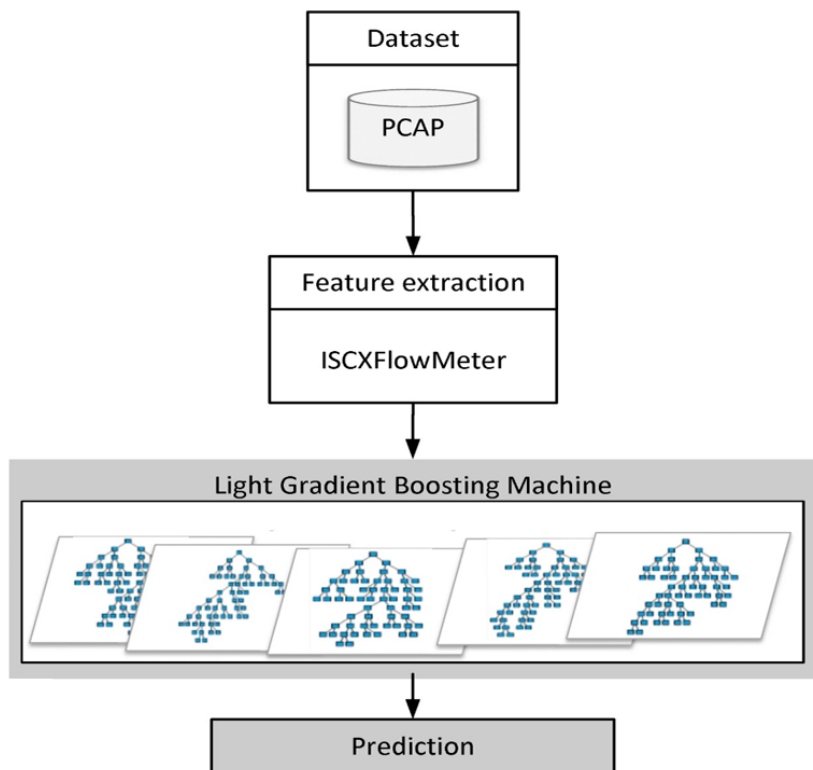 Dataset
PCAP
Feature extraction
ISCXFlowMeter
Light Gradient Boosting Machine
Prediction